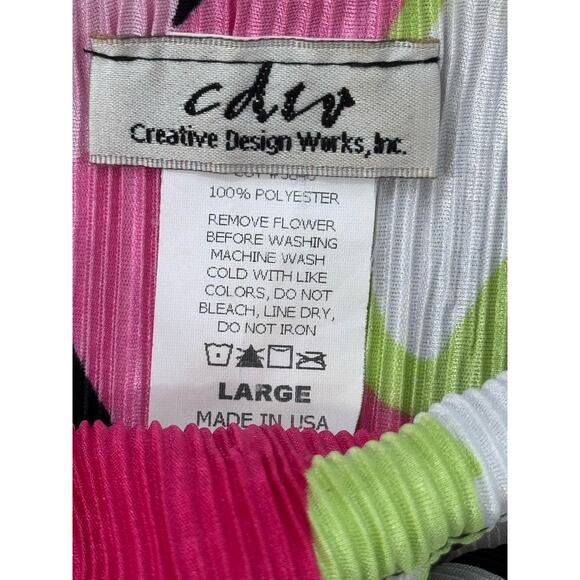 cdw
Creative Design Works, Inc.
100% POLYESTER
REMOVE FLOWER
BEFORE WASHING
MACHINE WASH
COLD WITH LIKE
COLORS, DO NOT
BLEACH, LINE DRY,
DO NOT IRON
LARGE
MADE IN USA